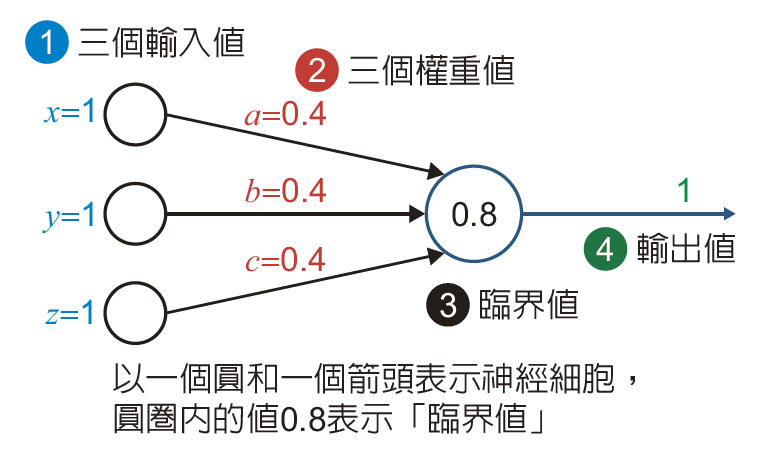 1 三個輸入值
2 三個權重值
x=1
a=0.4
y=1
b=0.4
0.8
1
z=1
c=0.4
4 輸出值
3 臨界值
以一個圓和一個箭頭表示神經細胞，
圓圈內的值0.8表示「臨界值」